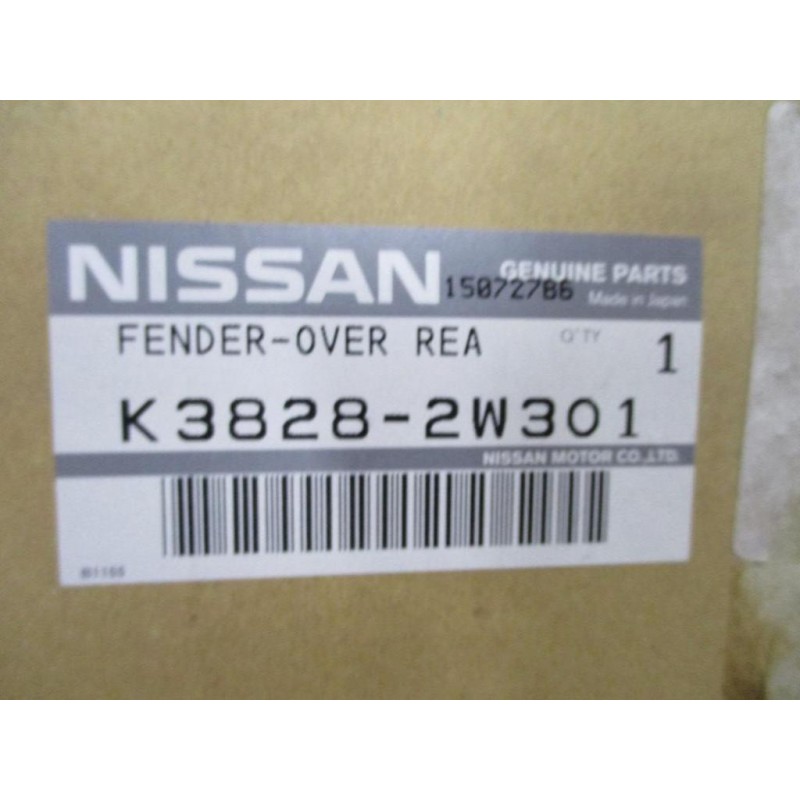 NISSAN GENUINE PARTS
15072786 Made in Japan
FENDER-OVER REA Q'TY 1
K3828-2W301
NISSAN MOTOR CO.,LTD.